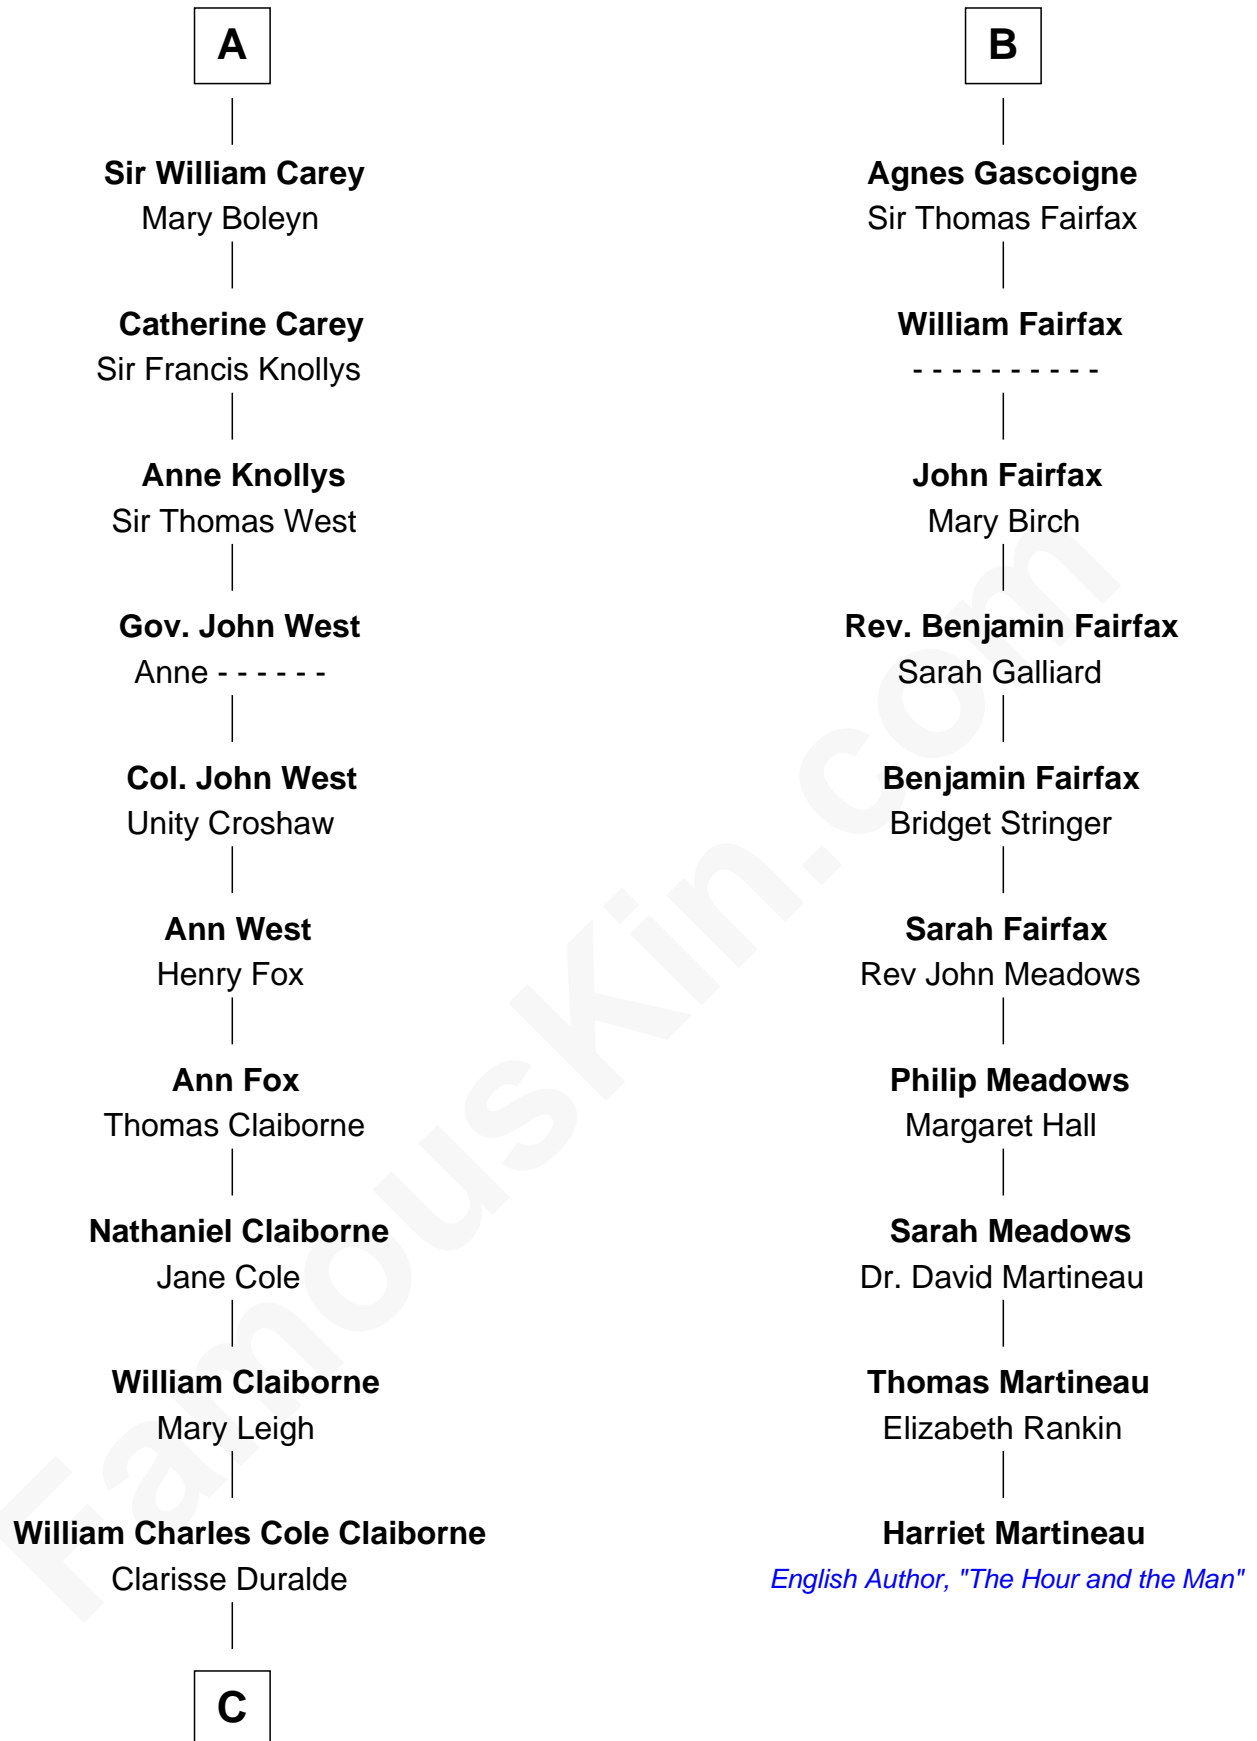 A
Sir William Carey
Mary Boleyn
Catherine Carey
Sir Francis Knollys
Anne Knollys
Sir Thomas West
Gov. John West
Anne - - - - - -
Col. John West
Unity Croshaw
Ann West
Henry Fox
Ann Fox
Thomas Claiborne
Nathaniel Claiborne
Jane Cole
William Claiborne
Mary Leigh
William Charles Cole Claiborne
Clarisse Duralde
C
B
Agnes Gascoigne
Sir Thomas Fairfax
William Fairfax
- - - - - - - - - -
John Fairfax
Mary Birch
Rev. Benjamin Fairfax
Sarah Galliard
Benjamin Fairfax
Bridget Stringer
Sarah Fairfax
Rev John Meadows
Philip Meadows
Margaret Hall
Sarah Meadows
Dr. David Martineau
Thomas Martineau
Elizabeth Rankin
Harriet Martineau
English Author, "The Hour and the Man"
FamousKin.com